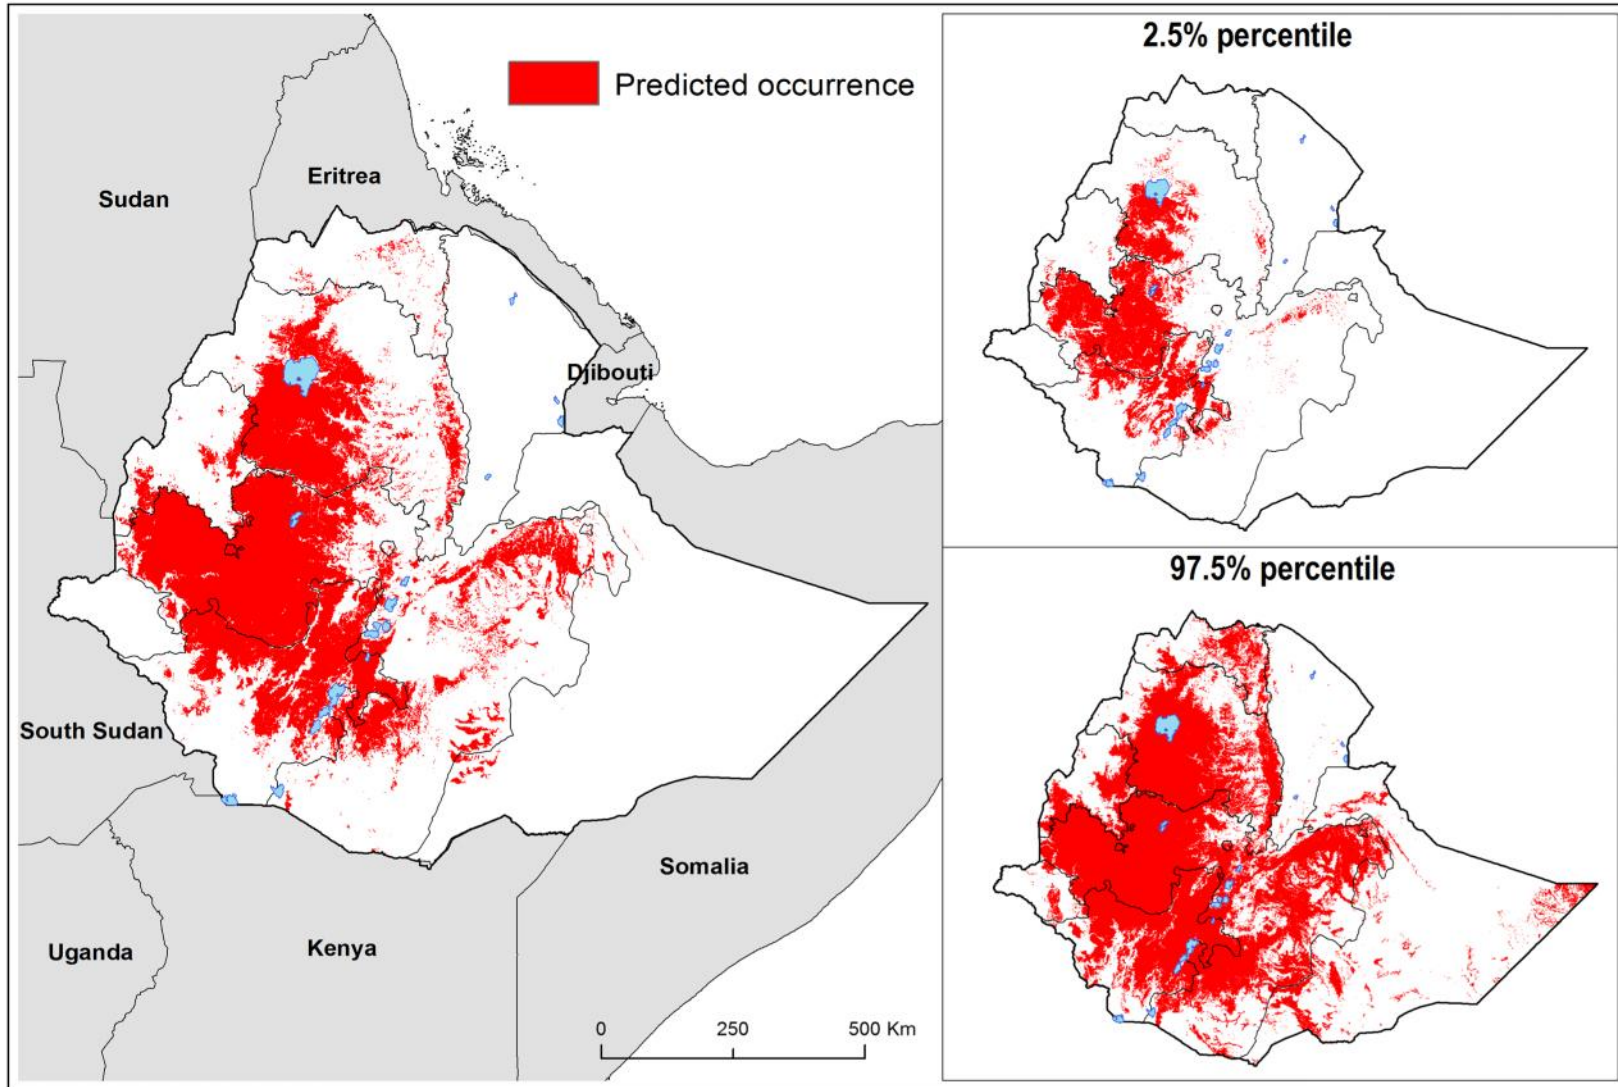 Predicted occurrence
Eritrea
Sudan
Djibouti
South Sudan
Somalia
Uganda
Kenya
0 250 500 Km
2.5% percentile
97.5% percentile